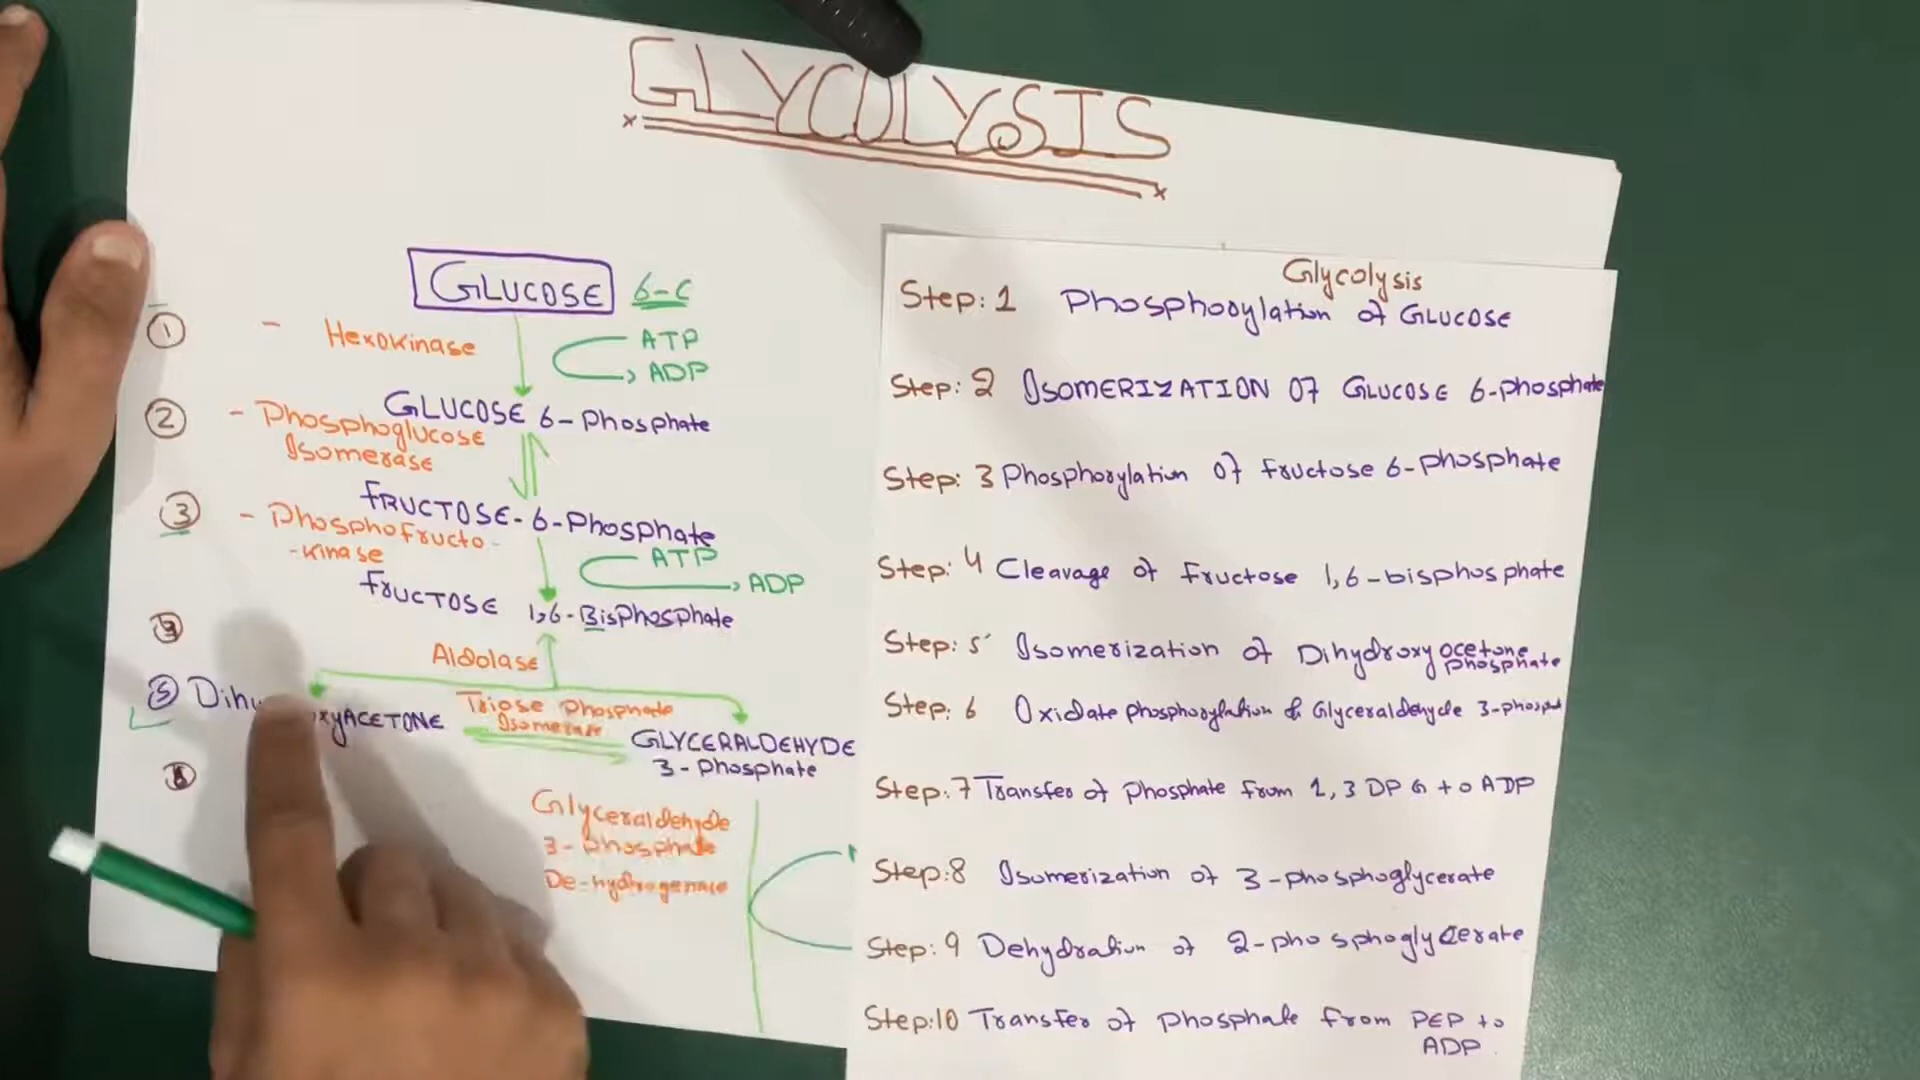 GLYCOLYSIS
GLUCOSE 6-C
① - Hexokinase
ATP
ADP
GLUCOSE 6-Phosphate
② - Phosphoglucose
Isomerase
FRUCTOSE-6-Phosphate
③ - Phosphofructo-
-kinase
ATP
ADP
Fructose 1,6-Bisphosphate
Aldolase
⑤ Dihy oxyACETONE
Triose Phosphate
Isomerase
GLYCERALDEHYDE
3-Phosphate
Glyceraldehyde
3-Phosphate
De-hydrogenase
Glycolysis
Step: 1 Phosphorylation of GLUCOSE
Step: 2 ISOMERIZATION OF GLUCOSE 6-phosphate
Step: 3 Phosphorylation of fructose 6-phosphate
Step: 4 Cleavage of fructose 1,6-bisphosphate
Step: 5 Isomerization of Dihydroxyacetone
phosphate
Step: 6 Oxidate phosphorylation of Glyceraldehyde 3-phosphat
Step: 7 Transfer of phosphate from 1,3 DPG to ADP
Step: 8 Isomerization of 3-phosphoglycerate
Step: 9 Dehydration of 2-phosphoglycerate
Step: 10 Transfer of phosphate from PEP to
ADP